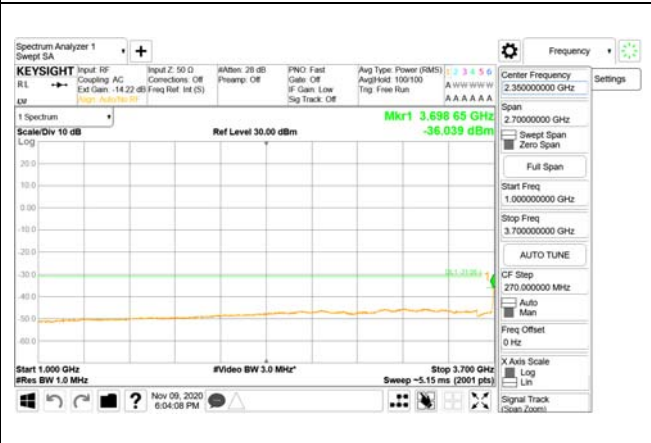 Spectrum Analyzer 1
Swept SA
Frequency
KEYSIGHT
RL
Input: RF
Coupling: AC
Ext Gain: -14.22 dB
Align: Auto/No RF
Input Z: 50 Ω
Corrections: Off
Freq Ref: Int (S)
#Atten: 28 dB
Preamp: Off
PNO: Fast
Gate: Off
IF Gain: Low
Sig Track: Off
Avg Type: Power (RMS)
Avg|Hold: 100/100
Trig: Free Run
1 2 3 4 5 6
A W W W W W
A A A A A A
1 Spectrum
Scale/Div 10 dB
Log
Ref Level 30.00 dBm
Mkr1 3.698 65 GHz
-36.039 dBm
20.0
10.0
0.00
-10.0
-20.0
-30.0
-40.0
-50.0
-60.0
1
Start 1.000 GHz
#Res BW 1.0 MHz
#Video BW 3.0 MHz*
Stop 3.700 GHz
Sweep ~5.15 ms (2001 pts)
Nov 09, 2020
6:04:08 PM
Center Frequency
2.350000000 GHz
Settings
Span
2.70000000 GHz
Swept Span
Zero Span
Full Span
Start Freq
1.000000000 GHz
Stop Freq
3.700000000 GHz
AUTO TUNE
CF Step
270.000000 MHz
Auto
Man
Freq Offset
0 Hz
X Axis Scale
Log
Lin
Signal Track
(Span Zoom)